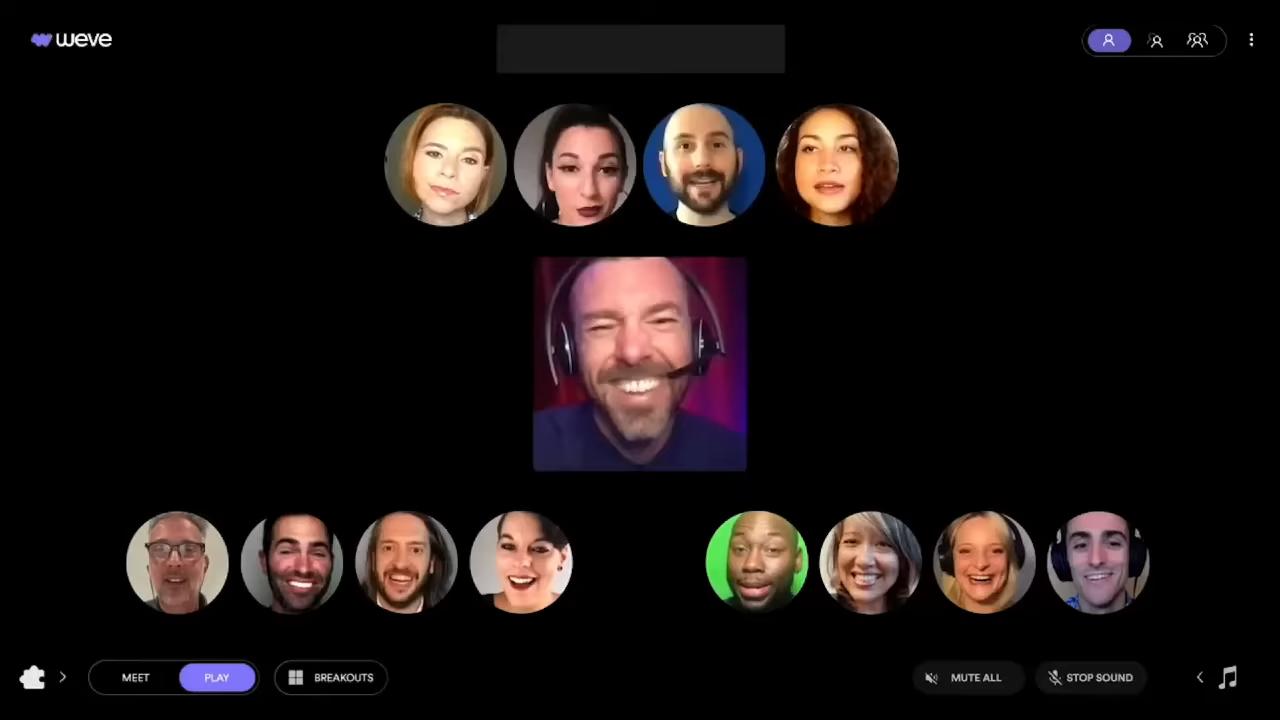 weve
MEET
PLAY
BREAKOUTS
MUTE ALL
STOP SOUND